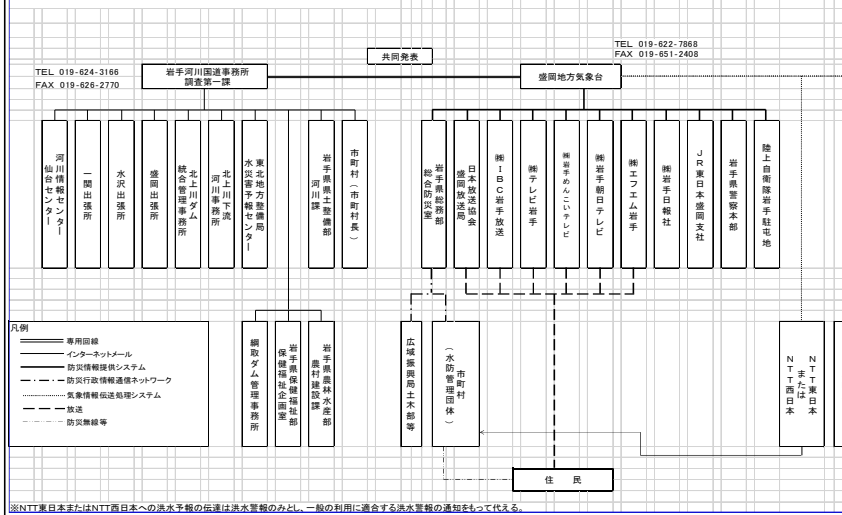 共同発表
TEL 019-622-7868
FAX 019-651-2408
TEL 019-624-3166
FAX 019-626-2770
岩手河川国道事務所
調査第一課
盛岡地方気象台
河川情報センター
仙台センター
一関出張所
水沢出張所
盛岡出張所
北上川ダム
統合管理事務所
北上川下流
河川事務所
東北地方整備局
水災害予報センター
岩手県県土整備部
河川課
市町村(市町村長)
岩手県総務部
総合防災室
日本放送協会
盛岡放送局
㈱IBC岩手放送
㈱テレビ岩手
㈱岩手めんこいテレビ
㈱岩手朝日テレビ
㈱エフエム岩手
㈱岩手日報社
JR東日本盛岡支社
岩手県警察本部
陸上自衛隊岩手駐屯地
凡例
専用回線
インターネットメール
防災情報提供システム
防災行政情報通信ネットワーク
気象情報伝送処理システム
放送
防災無線等
綱取ダム管理事務所
岩手県保健福祉部
保健福祉企画室
岩手県農林水産部
農村建設課
広域振興局土木部等
市町村
(水防管理団体)
NTT東日本
または
NTT西日本
住 民
※NTT東日本またはNTT西日本への洪水予報の伝達は洪水警報のみとし、一般の利用に適合する洪水警報の通知をもって代える。